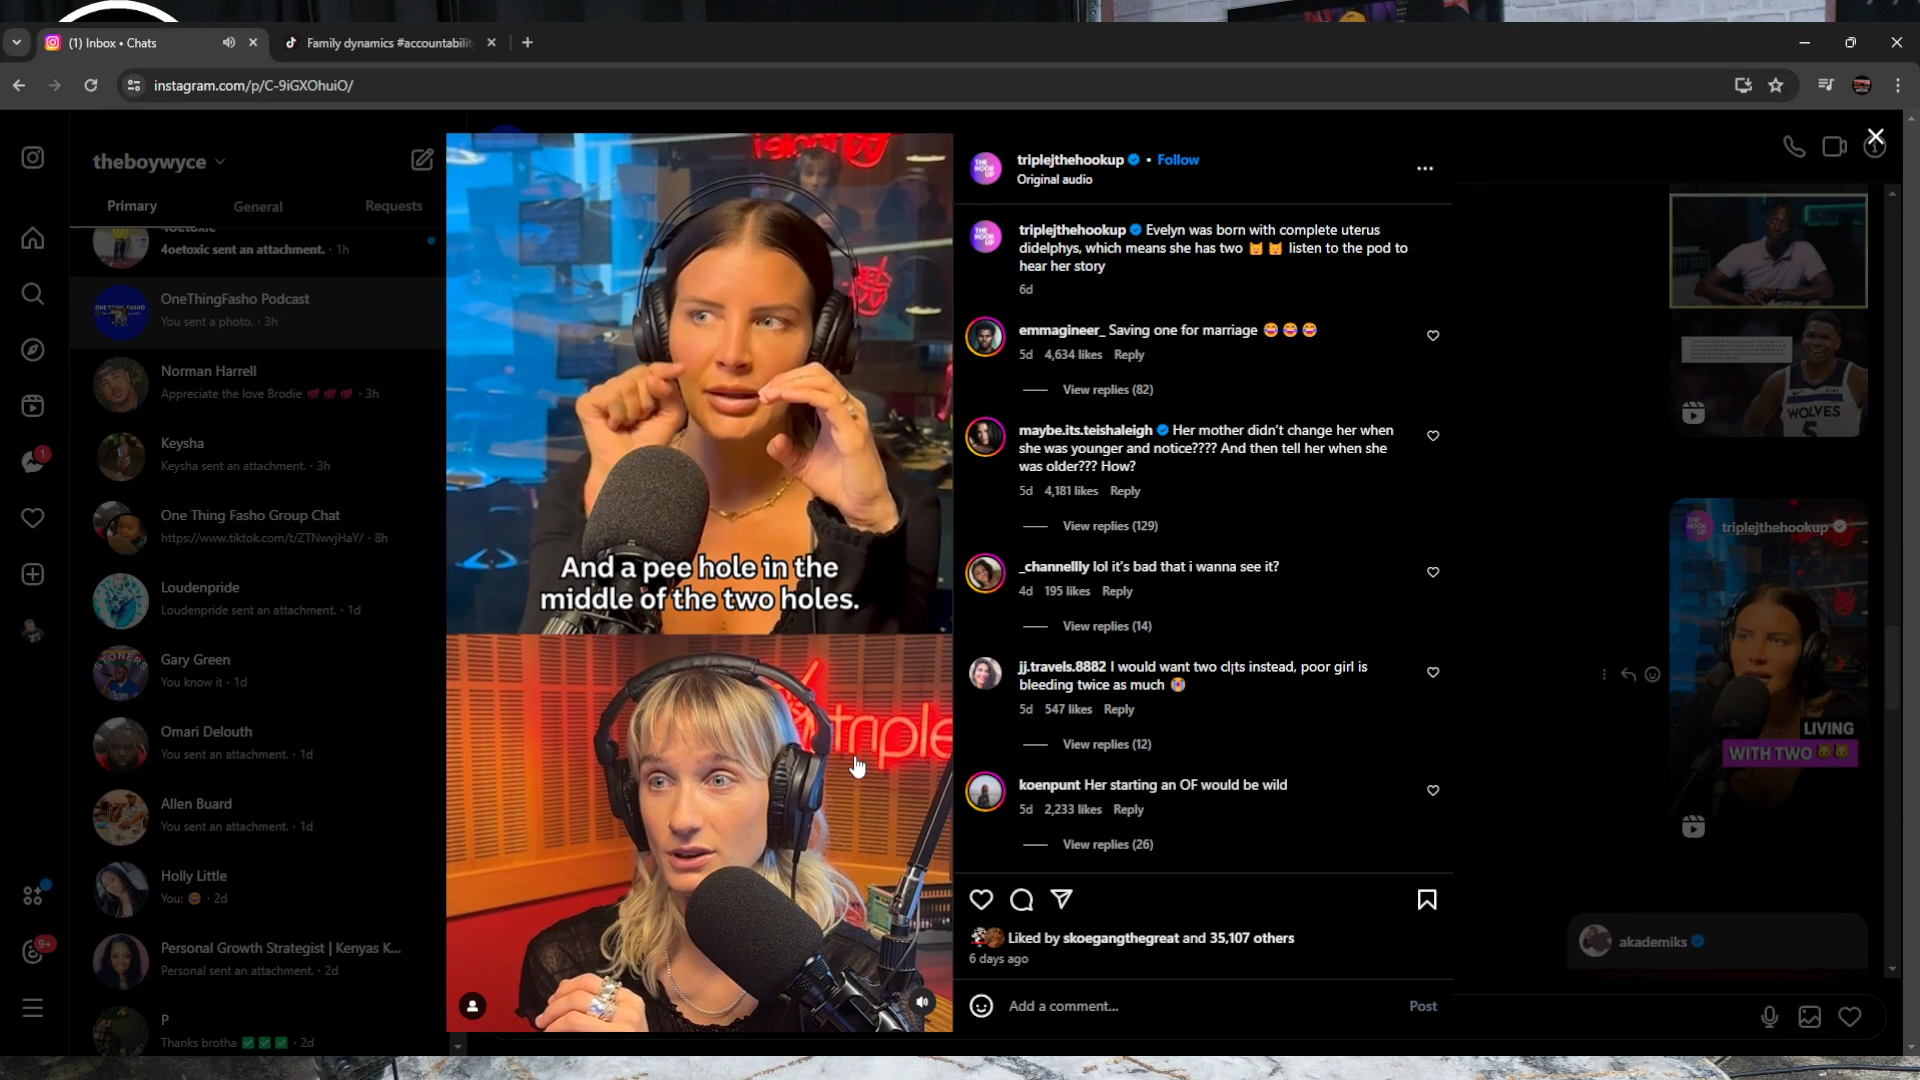 (1) Inbox • Chats
Family dynamics #accountabilit
instagram.com/p/C-9iGXOhuiO/
theboywyce
Primary
General
Requests
4oetoxic sent an attachment. · 1h
OneThingFasho Podcast
You sent a photo. · 3h
Norman Harrell
Appreciate the love Brodie 💯 💯 💯 · 3h
Keysha
Keysha sent an attachment. · 3h
One Thing Fasho Group Chat
https://www.tiktok.com/t/ZTNwvjHaY/ · 8h
Loudenpride
Loudenpride sent an attachment. · 1d
Gary Green
You know it · 1d
Omari Delouth
You sent an attachment. · 1d
Allen Buard
You sent an attachment. · 1d
Holly Little
You: · 2d
Personal Growth Strategist | Kenyas K...
Personal sent an attachment. · 2d
P
Thanks brotha ✅ ✅ ✅ · 2d
1
9+
And a pee hole in the
middle of the two holes.
triple
triplejthehookup • Follow
Original audio
THE HOOK UP
triplejthehookup Evelyn was born with complete uterus
didelphys, which means she has two 🐱 🐱 listen to the pod to
hear her story
6d
emmagineer_ Saving one for marriage 😂 😂 😂
5d 4,634 likes Reply
View replies (82)
maybe.its.teishaleigh Her mother didn't change her when
she was younger and notice???? And then tell her when she
was older??? How?
5d 4,181 likes Reply
View replies (129)
_channellly lol it's bad that i wanna see it?
4d 195 likes Reply
View replies (14)
jj.travels.8882 I would want two cl¡ts instead, poor girl is
bleeding twice as much 😭
5d 547 likes Reply
View replies (12)
koenpunt Her starting an OF would be wild
5d 2,233 likes Reply
View replies (26)
Liked by skoegangthegreat and 35,107 others
6 days ago
Add a comment...
Post
WOLVES
5
triplejthehookup
LIVING
WITH TWO 🐱🐱
akademiks